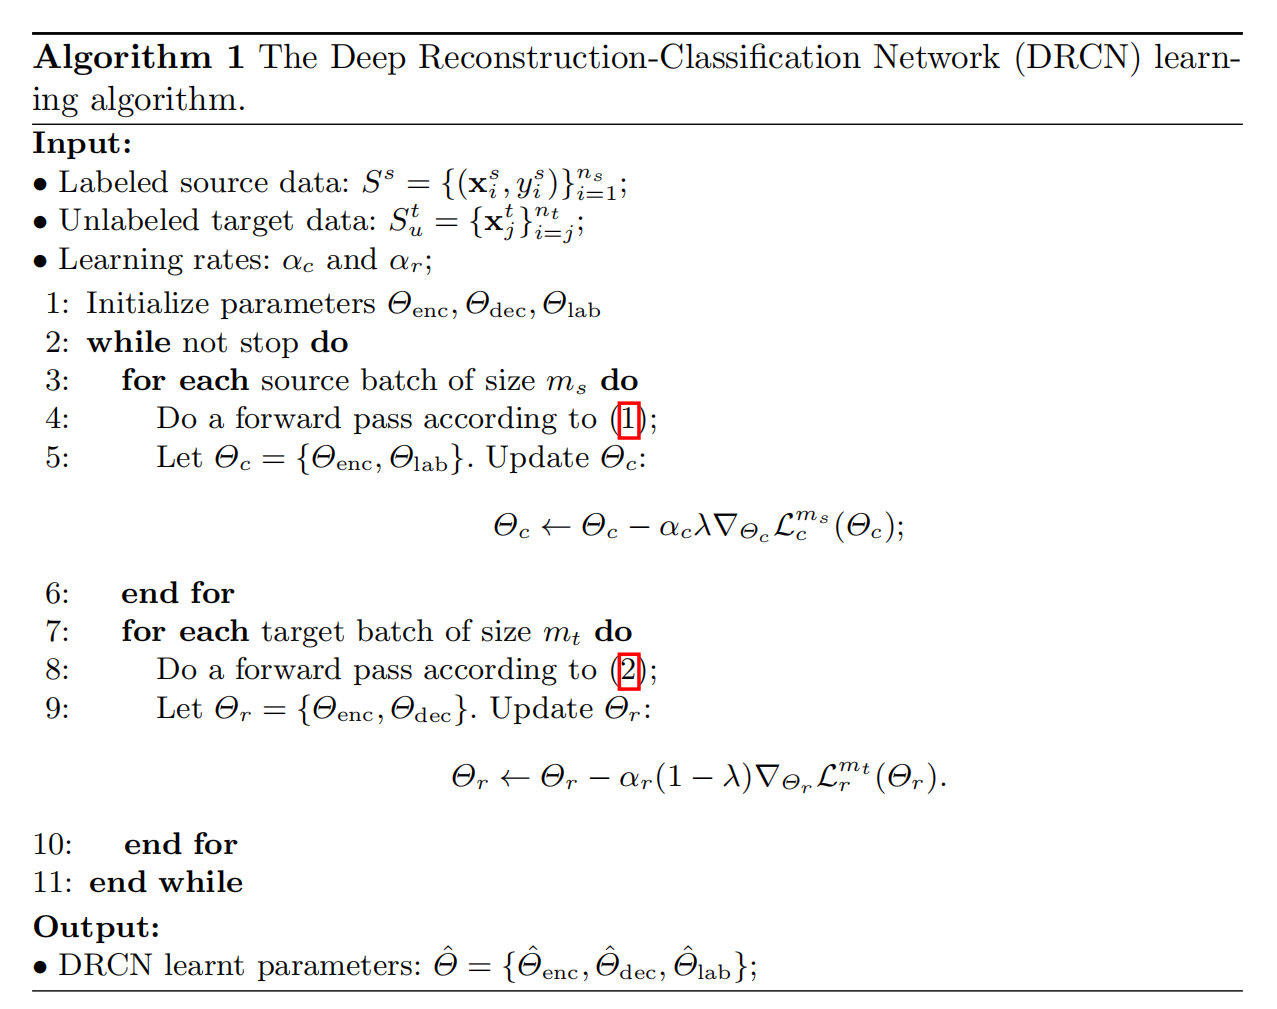 Algorithm 1 The Deep Reconstruction-Classification Network (DRCN) learn-
ing algorithm.
Input:
• Labeled source data: $S^s = \{(\mathbf{x}_i^s, y_i^s)\}_{i=1}^{n_s}$;
• Unlabeled target data: $S_u^t = \{\mathbf{x}_j^t\}_{i=j}^{n_t}$;
• Learning rates: $\alpha_c$ and $\alpha_r$;
1: Initialize parameters $\Theta_{\text{enc}}, \Theta_{\text{dec}}, \Theta_{\text{lab}}$
2: while not stop do
3: for each source batch of size $m_s$ do
4: Do a forward pass according to (1);
5: Let $\Theta_c = \{\Theta_{\text{enc}}, \Theta_{\text{lab}}\}$. Update $\Theta_c$:
$\Theta_c \leftarrow \Theta_c - \alpha_c \lambda \nabla_{\Theta_c} \mathcal{L}_c^{m_s}(\Theta_c)$;
6: end for
7: for each target batch of size $m_t$ do
8: Do a forward pass according to (2);
9: Let $\Theta_r = \{\Theta_{\text{enc}}, \Theta_{\text{dec}}\}$. Update $\Theta_r$:
$\Theta_r \leftarrow \Theta_r - \alpha_r (1 - \lambda) \nabla_{\Theta_r} \mathcal{L}_r^{m_t}(\Theta_r)$.
10: end for
11: end while
Output:
• DRCN learnt parameters: $\hat{\Theta} = \{\hat{\Theta}_{\text{enc}}, \hat{\Theta}_{\text{dec}}, \hat{\Theta}_{\text{lab}}\}$;